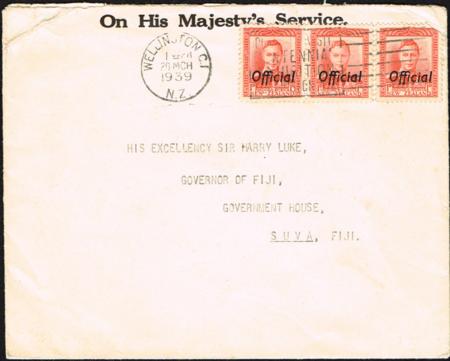 On His Majesty's Service.
WELLINGTON C.1
20 MCH
1939
N.Z.
Official Official Official
HIS EXCELLENCY SIR HARRY LUKE,
GOVERNOR OF FIJI,
GOVERNMENT HOUSE,
SUVA, FIJI.